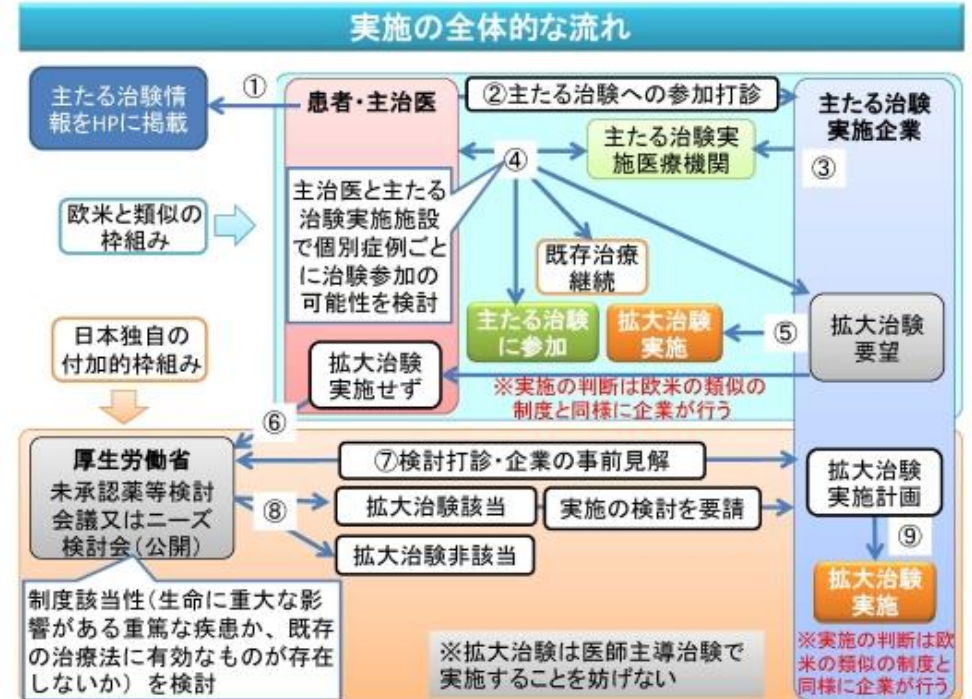 実施の全体的な流れ
主たる治験情
報をHPに掲載
①
患者・主治医
②主たる治験への参加打診
主たる治験
実施企業
主たる治験実
施医療機関
③
④
主治医と主たる
治験実施施設
で個別症例ごと
に治験参加の
可能性を検討
欧米と類似の
枠組み
既存治療
継続
日本独自の
付加的枠組み
主たる治験
に参加
拡大治験
実施
⑤
拡大治験
要望
拡大治験
実施せず
※実施の判断は欧米の類似の
制度と同様に企業が行う
⑥
厚生労働省
未承認薬等検討
会議又はニーズ
検討会(公開)
⑦検討打診・企業の事前見解
⑧
拡大治験該当
実施の検討を要請
拡大治験
実施計画
拡大治験非該当
⑨
拡大治験
実施
制度該当性(生命に重大な影
響がある重篤な疾患か、既存
の治療法に有効なものが存在
しないか) を検討
※拡大治験は医師主導治験で
実施することを妨げない
※実施の判断は欧
米の類似の制度と
同様に企業が行う